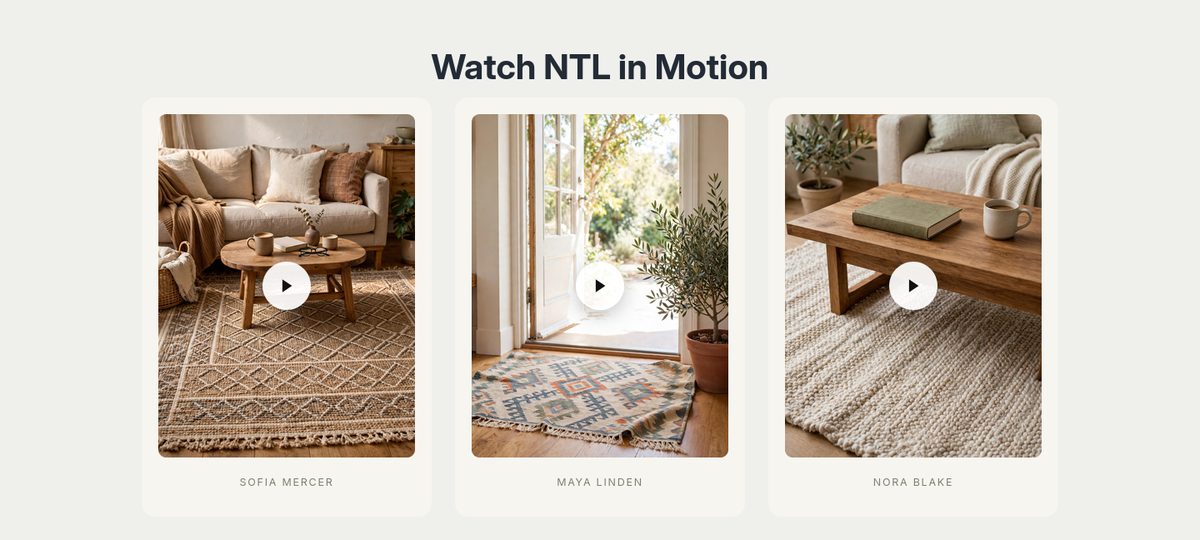 Watch NTL in Motion
SOFIA MERCER
MAYA LINDEN
NORA BLAKE